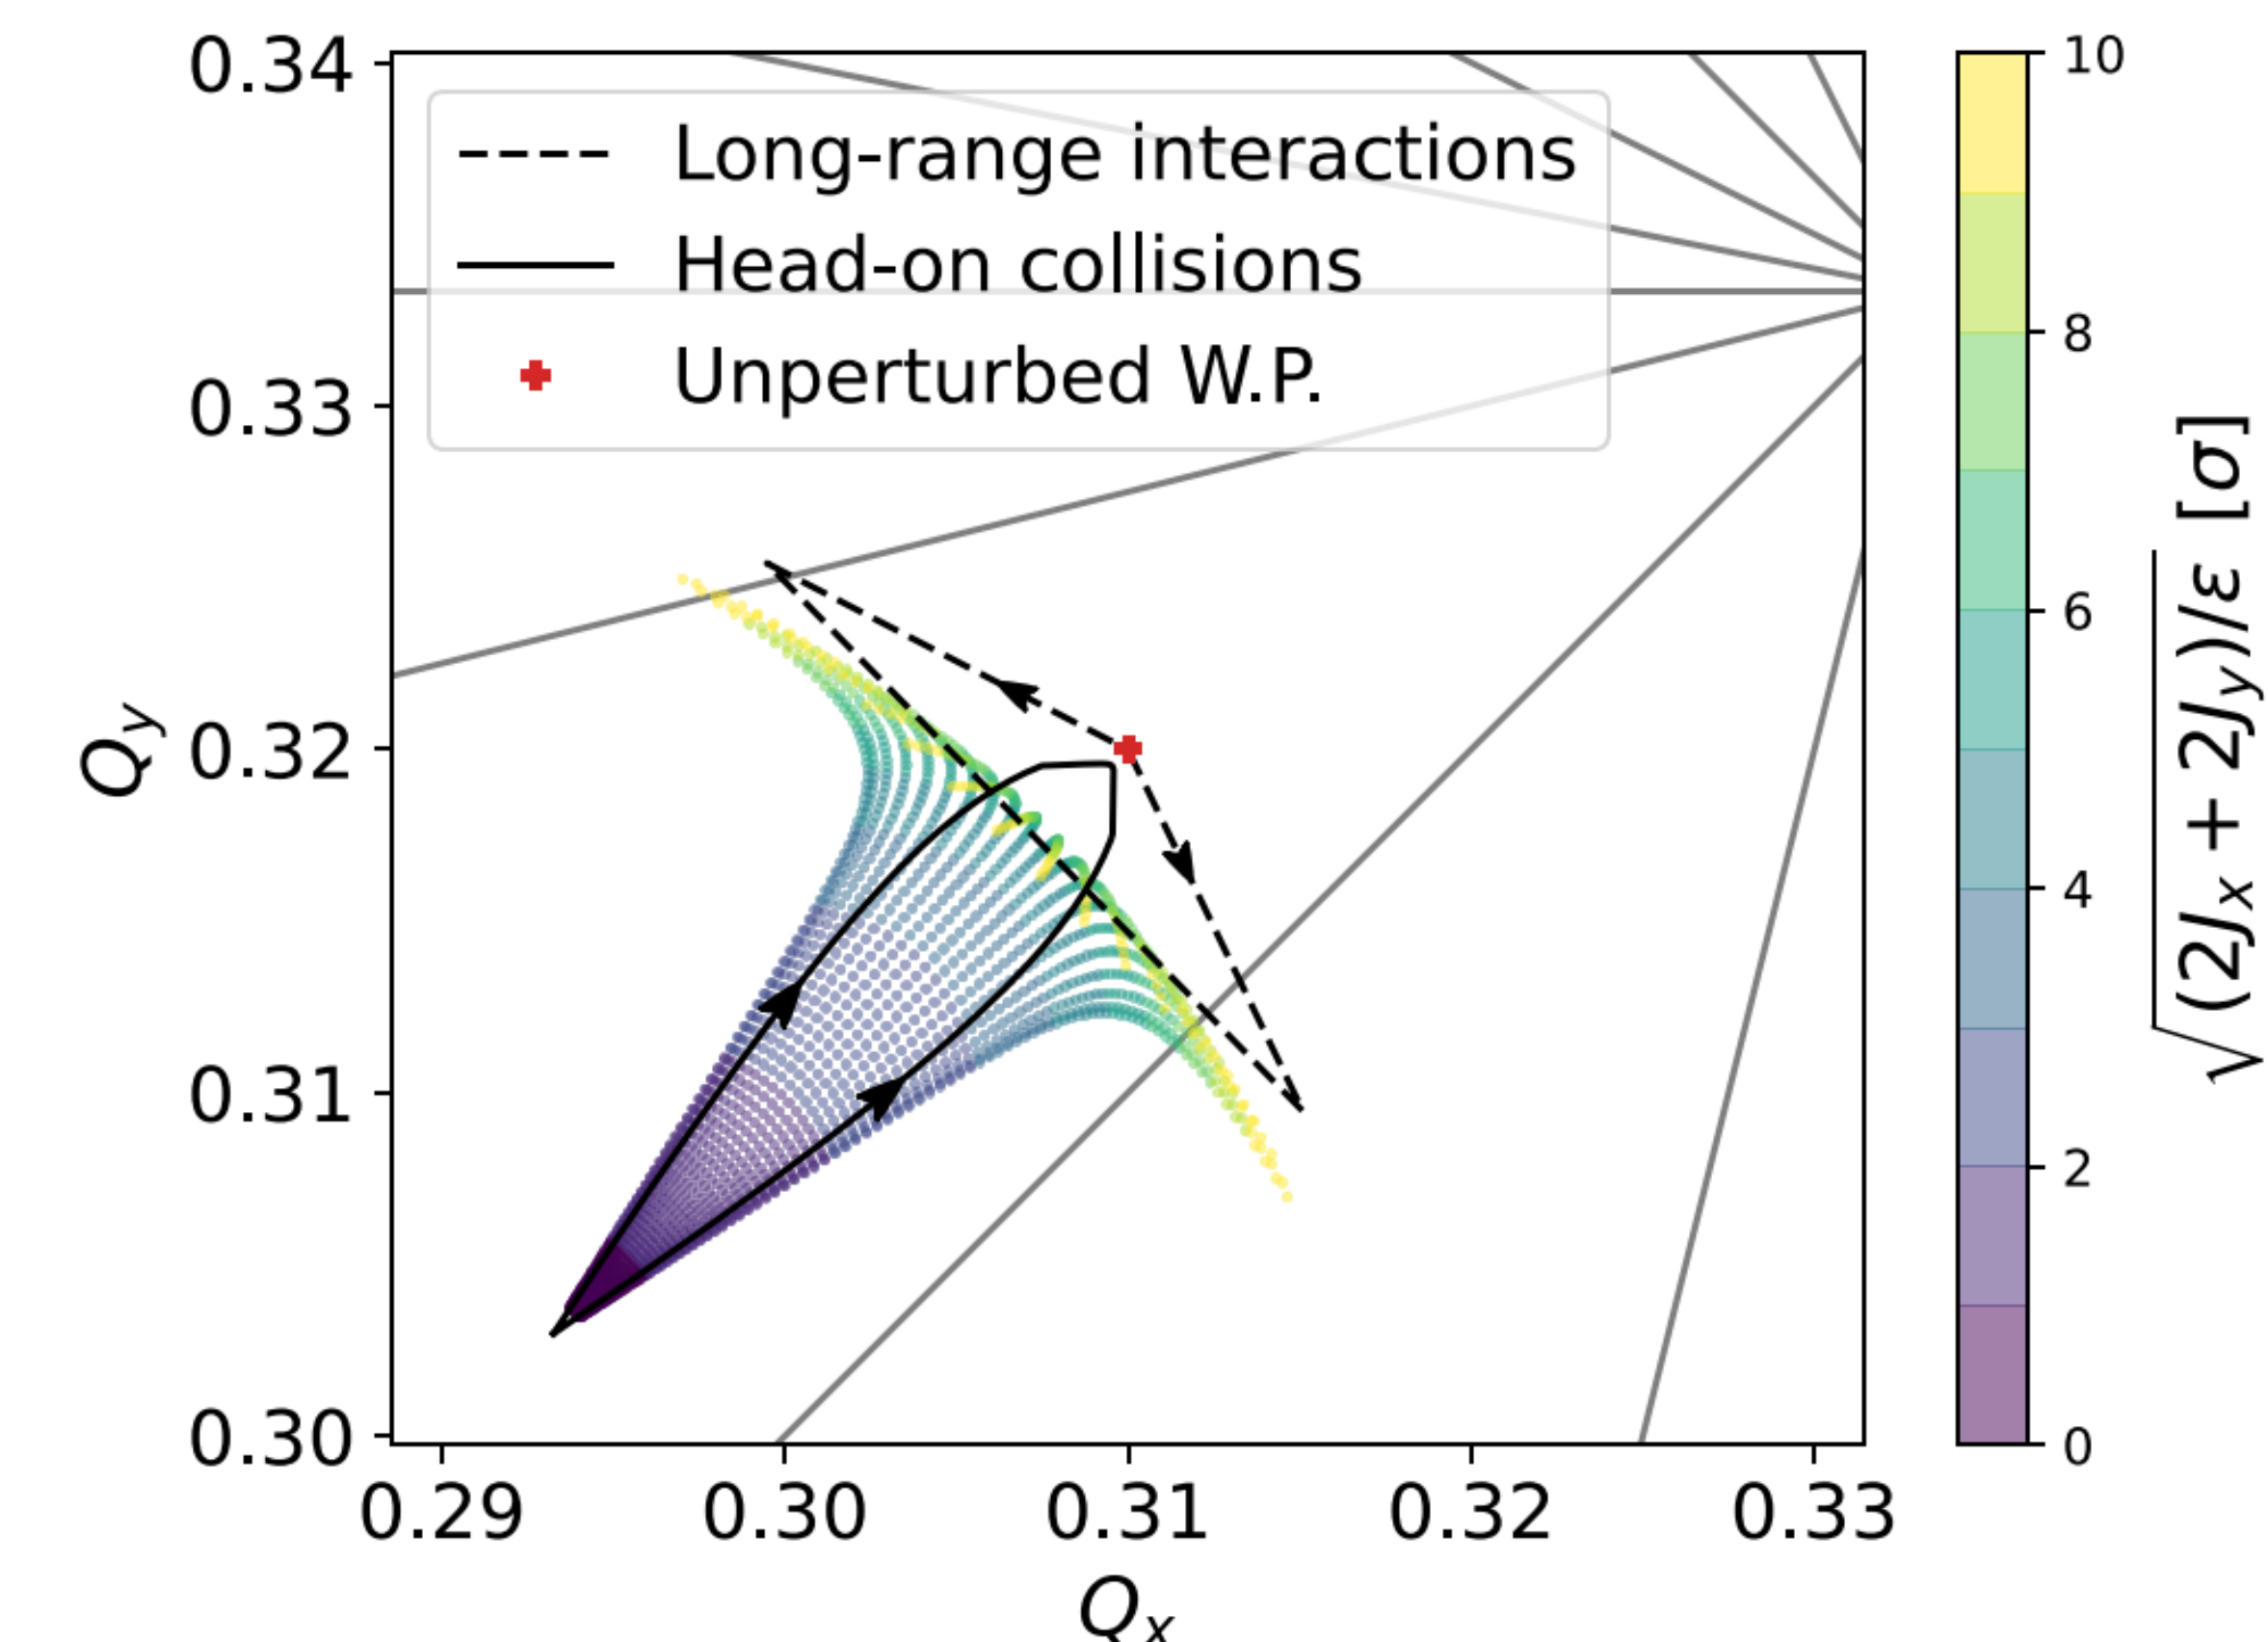 0.34
0.33
0.32
0.31
0.30
Q_y
Long-range interactions
Head-on collisions
Unperturbed W.P.
0.29 0.30 0.31 0.32 0.33
Q_x
10
8
6
4
2
0
√(2J_x + 2J_y)/ε [σ]